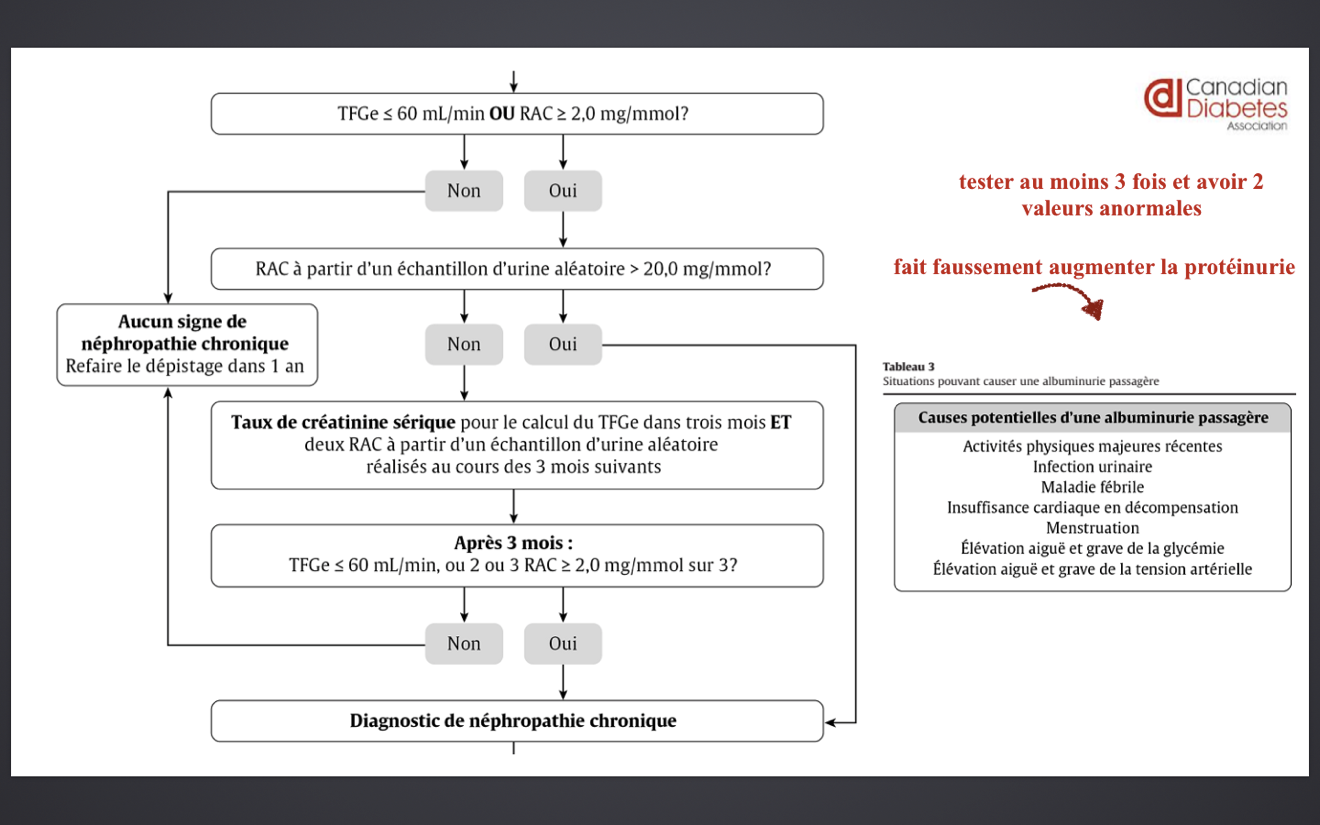 TFGe ≤ 60 mL/min OU RAC ≥ 2,0 mg/mmol?
Non
Oui
RAC à partir d'un échantillon d'urine aléatoire > 20,0 mg/mmol?
Aucun signe de
néphropathie chronique
Refaire le dépistage dans 1 an
Non
Oui
Taux de créatinine sérique pour le calcul du TFGe dans trois mois ET
deux RAC à partir d'un échantillon d'urine aléatoire
réalisés au cours des 3 mois suivants
Après 3 mois :
TFGe ≤ 60 mL/min, ou 2 ou 3 RAC ≥ 2,0 mg/mmol sur 3?
Non
Oui
Diagnostic de néphropathie chronique
Canadian
Diabetes
Association
tester au moins 3 fois et avoir 2
valeurs anormales
fait faussement augmenter la protéinurie
Tableau 3
Situations pouvant causer une albuminurie passagère
Causes potentielles d'une albuminurie passagère
Activités physiques majeures récentes
Infection urinaire
Maladie fébrile
Insuffisance cardiaque en décompensation
Menstruation
Élévation aiguë et grave de la glycémie
Élévation aiguë et grave de la tension artérielle